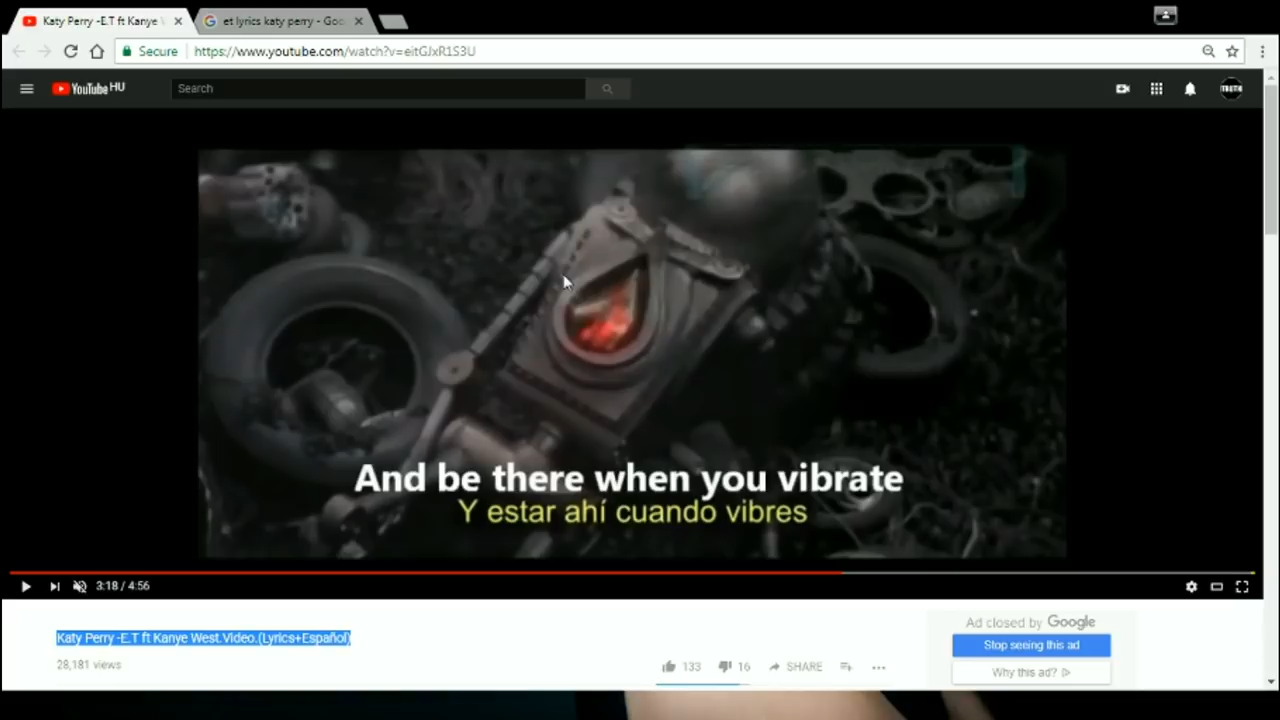 Katy Perry -E.T ft Kanye W
et lyrics katy perry - Goo
Secure https://www.youtube.com/watch?v=eitGJxR1S3U
YouTube HU
Search
TRUTH
And be there when you vibrate
Y estar ahí cuando vibres
3:18 / 4:56
Katy Perry -E.T ft Kanye West.Video.(Lyrics+Español)
28,181 views
133
16
SHARE
Ad closed by Google
Stop seeing this ad
Why this ad?